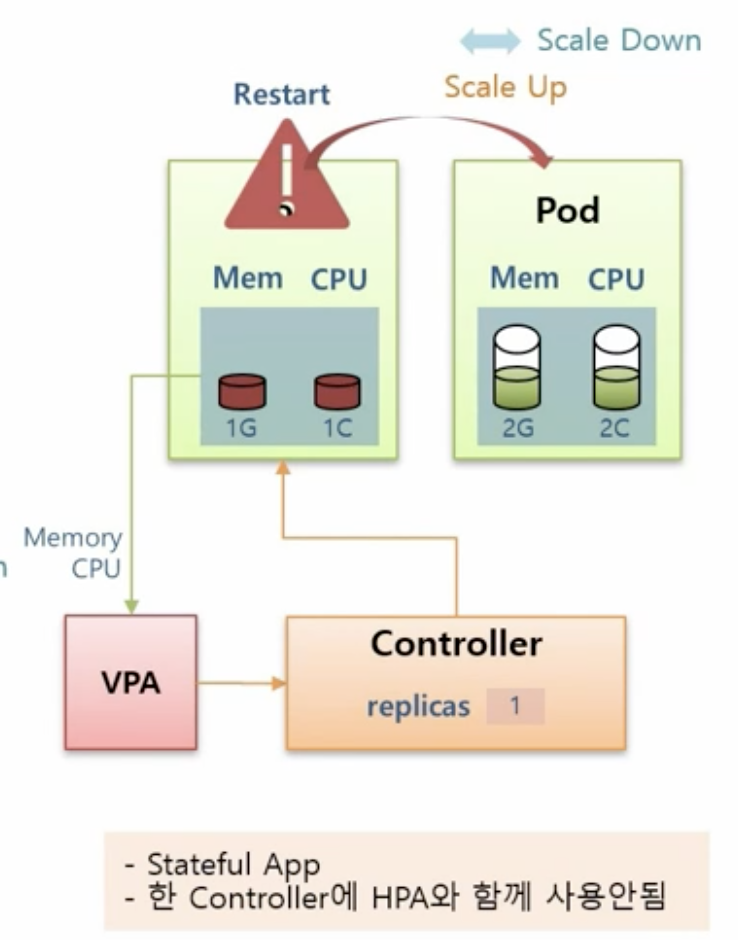 Scale Down
Scale Up
Restart
Mem CPU
1G 1C
Pod
Mem CPU
2G 2C
Memory
CPU
VPA
Controller
replicas 1
- Stateful App
- 한 Controller에 HPA와 함께 사용안됨